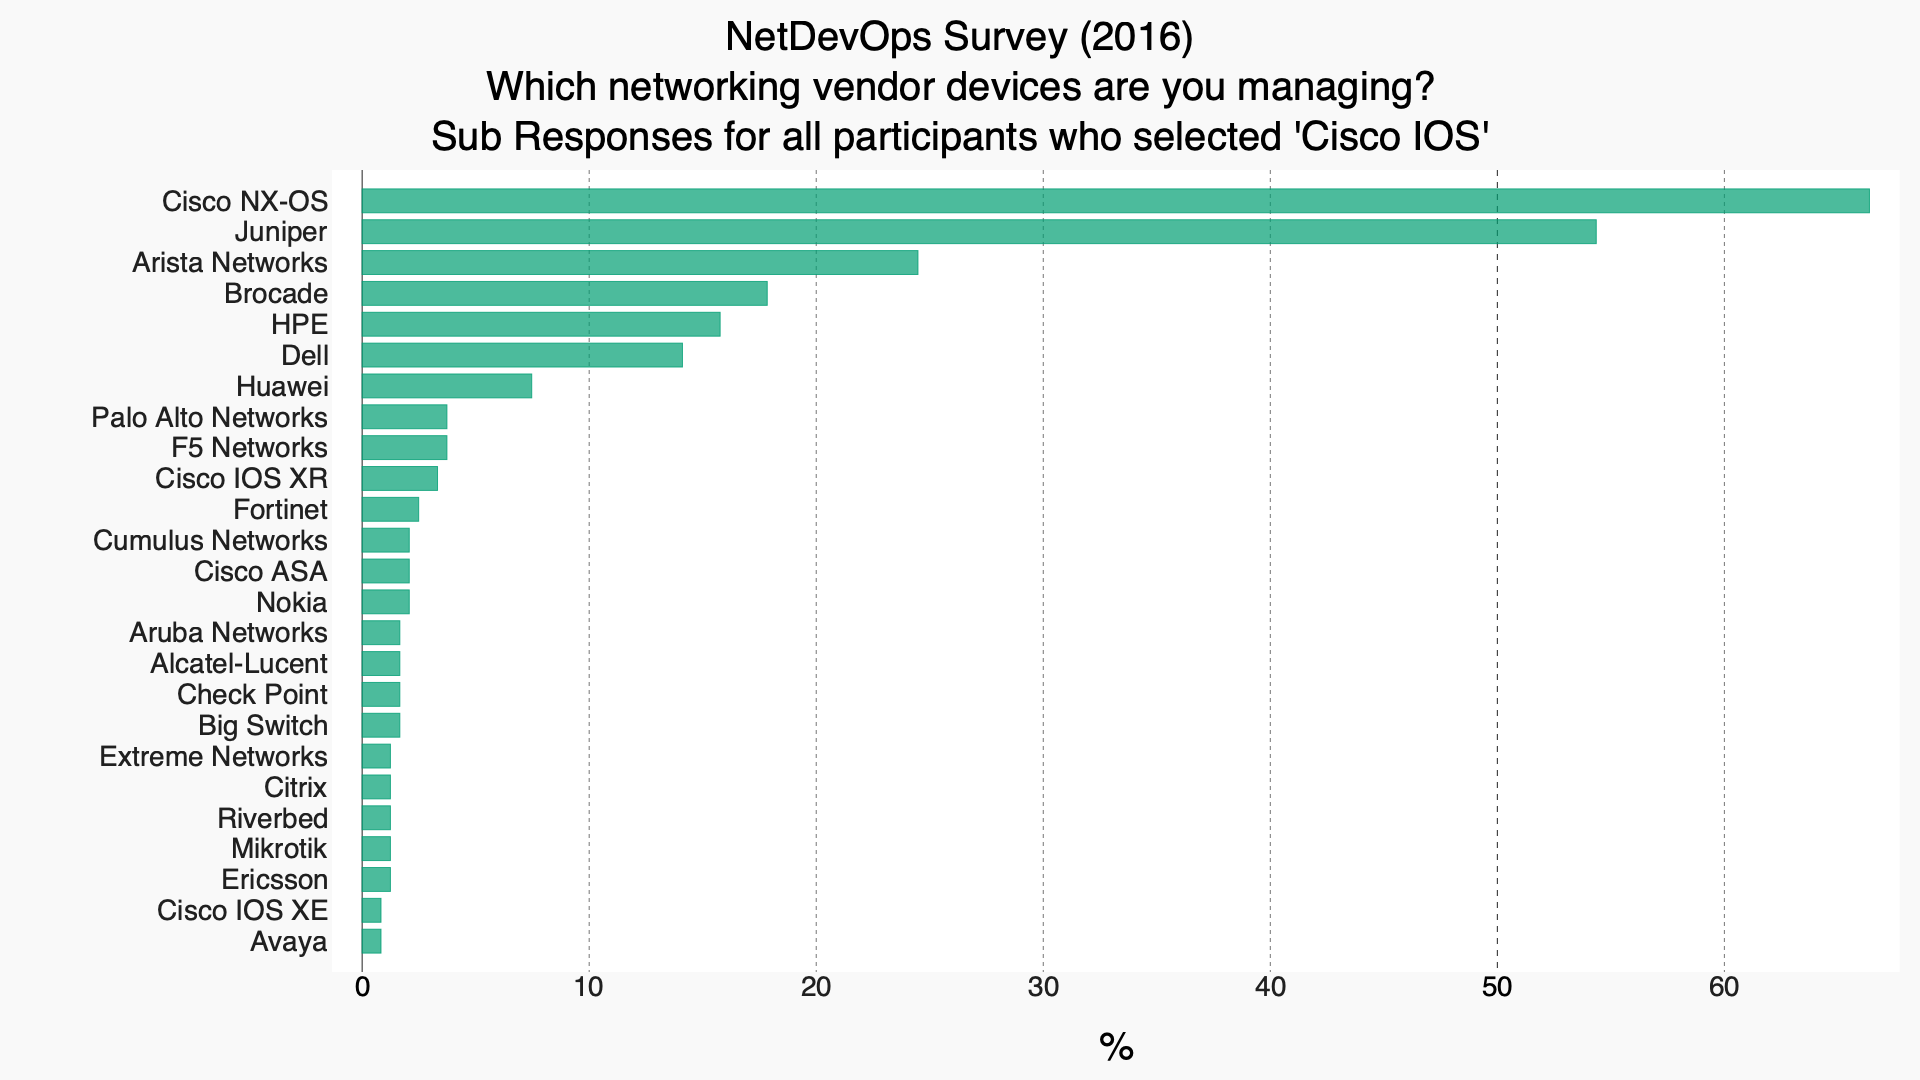 NetDevOps Survey (2016)
Which networking vendor devices are you managing?
Sub Responses for all participants who selected 'Cisco IOS'
Cisco NX-OS
Juniper
Arista Networks
Brocade
HPE
Dell
Huawei
Palo Alto Networks
F5 Networks
Cisco IOS XR
Fortinet
Cumulus Networks
Cisco ASA
Nokia
Aruba Networks
Alcatel-Lucent
Check Point
Big Switch
Extreme Networks
Citrix
Riverbed
Mikrotik
Ericsson
Cisco IOS XE
Avaya
0 10 20 30 40 50 60
%